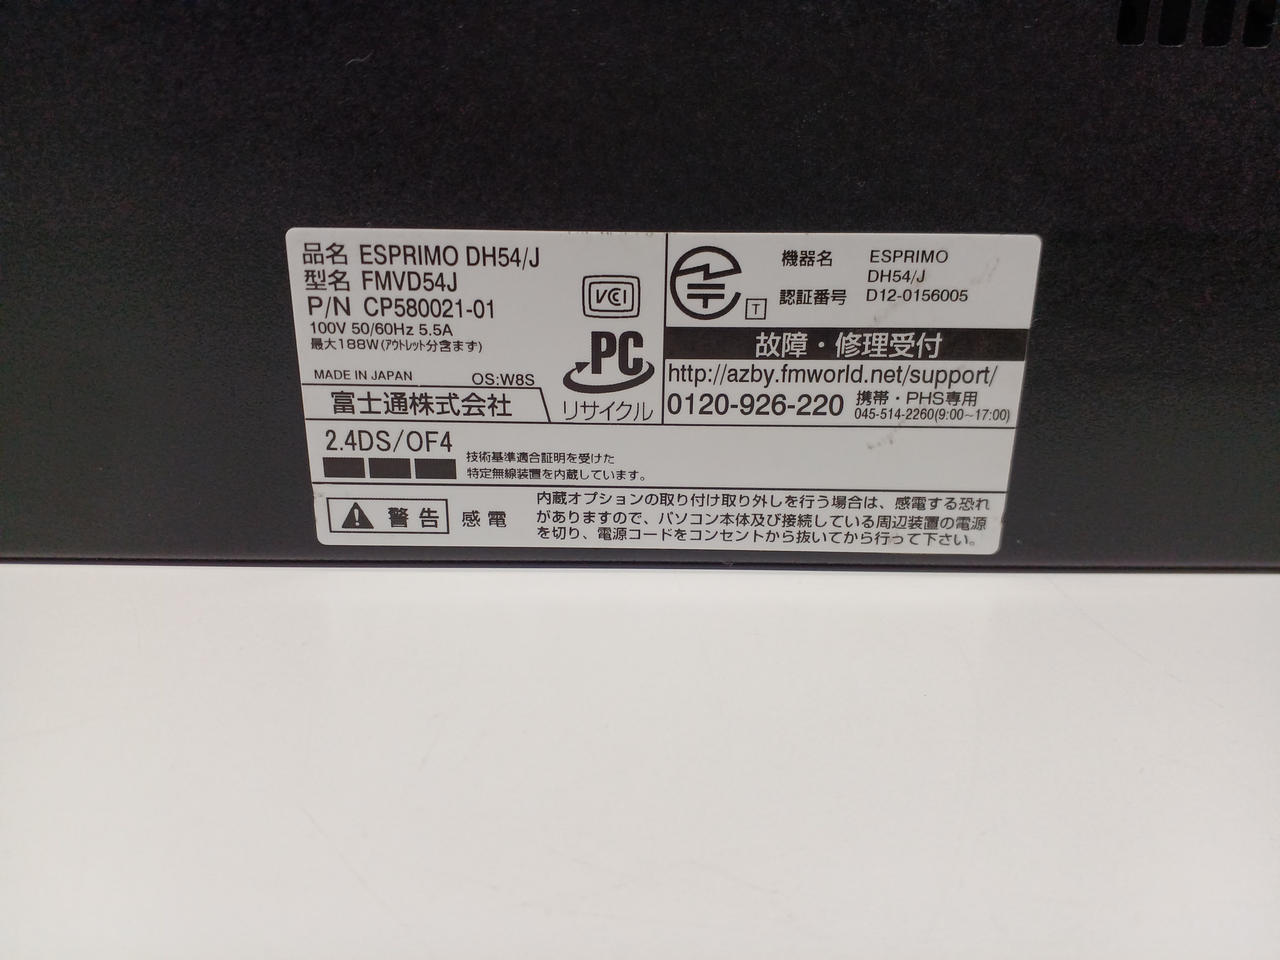 品名 ESPRIMO DH54/J
型名 FMVD54J
P/N CP580021-01
100V 50/60Hz 5.5A
最大188W(アウトレット分含まず)
MADE IN JAPAN OS:W8S
富士通株式会社
VCI
PC
リサイクル
機器名 ESPRIMO
DH54/J
T 認証番号 D12-0156005
故障・修理受付
http://azby.fmworld.net/support/
0120-926-220 携帯・PHS専用
045-514-2260(9:00~17:00)
2.4DS/OF4
技術基準適合証明を受けた
特定無線装置を内蔵しています。
警告 感電
内蔵オプションの取り付け取り外しを行う場合は、感電する恐れ
がありますので、パソコン本体及び接続している周辺装置の電源
を切り、電源コードをコンセントから抜いてから行って下さい。